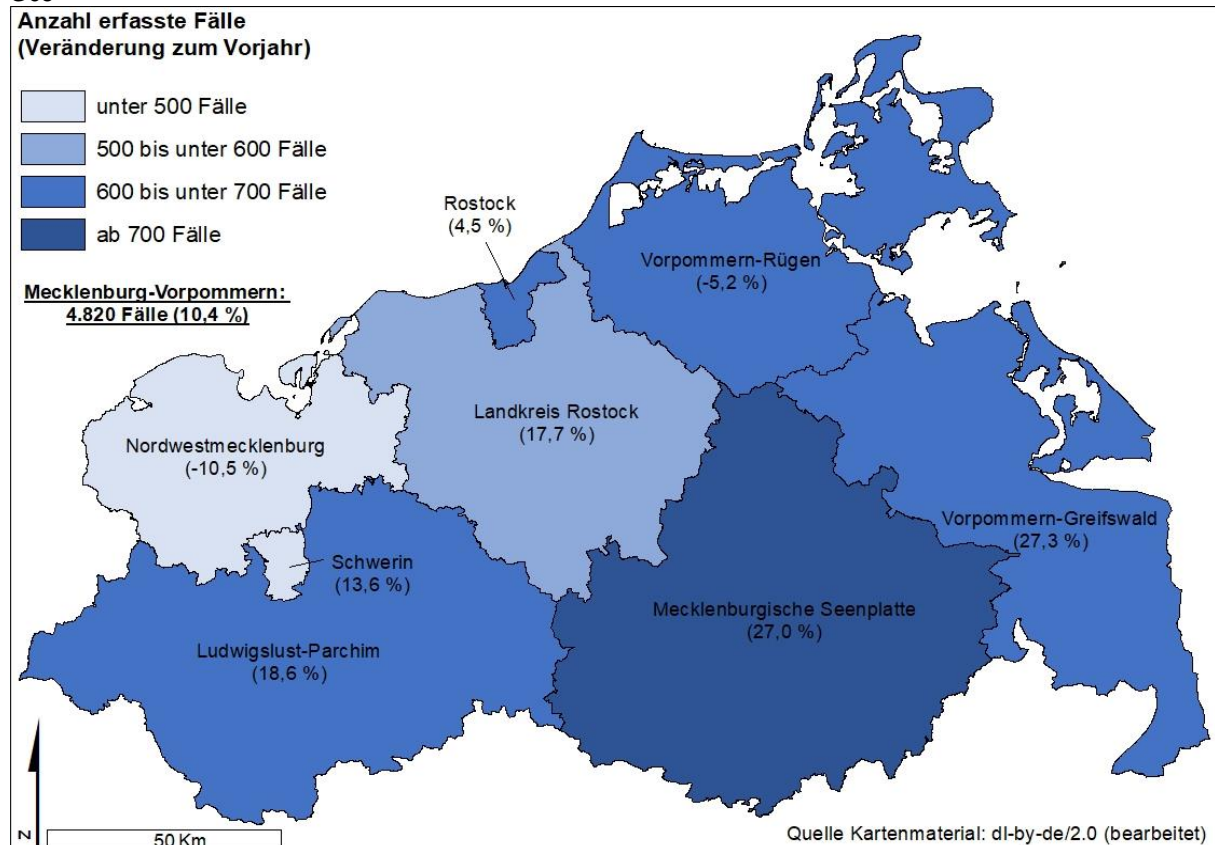 Anzahl erfasste Fälle
(Veränderung zum Vorjahr)
unter 500 Fälle
500 bis unter 600 Fälle
600 bis unter 700 Fälle
ab 700 Fälle
Mecklenburg-Vorpommern:
4.820 Fälle (10,4 %)
Rostock
(4,5 %)
Vorpommern-Rügen
(-5,2 %)
Landkreis Rostock
(17,7 %)
Nordwestmecklenburg
(-10,5 %)
Vorpommern-Greifswald
(27,3 %)
Schwerin
(13,6 %)
Mecklenburgische Seenplatte
(27,0 %)
Ludwigslust-Parchim
(18,6 %)
N
50 Km
Quelle Kartenmaterial: dl-by-de/2.0 (bearbeitet)